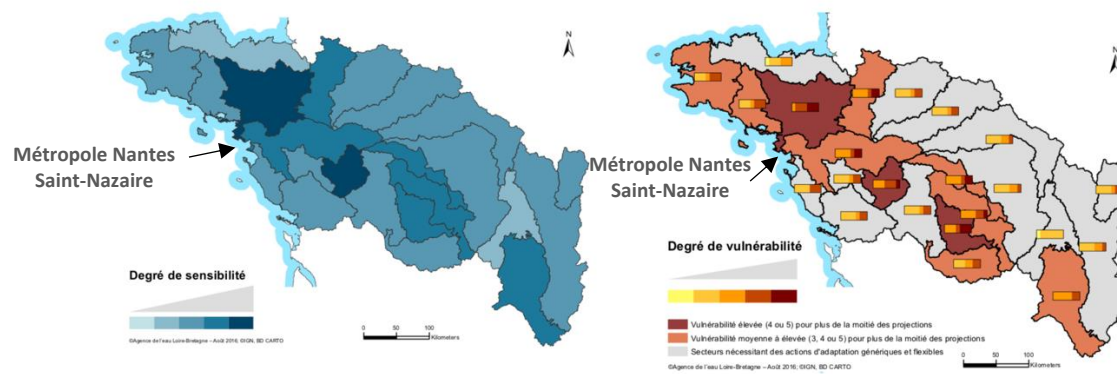 N
Métropole Nantes
Saint-Nazaire
Degré de sensibilité
0 50 100
Kilometers
©Agence de l'eau Loire-Bretagne – Août 2016; ©IGN, BD CARTO
N
Métropole Nantes
Saint-Nazaire
Degré de vulnérabilité
Vulnérabilité élevée (4 ou 5) pour plus de la moitié des projections
Vulnérabilité moyenne à élevée (3, 4 ou 5) pour plus de la moitié des projections
Secteurs nécessitant des actions d'adaptation génériques et flexibles
0 50 100
Kilometers
©Agence de l'eau Loire-Bretagne – Août 2016; ©IGN, BD CARTO